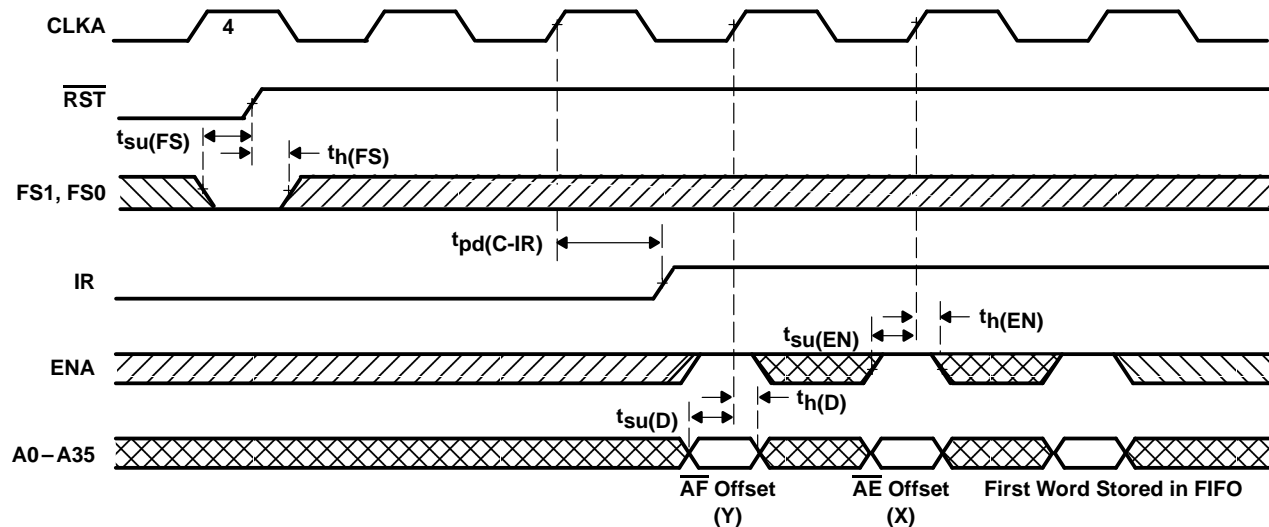 CLKA
4
RST
tsu(FS)
th(FS)
FS1, FS0
tpd(C-IR)
IR
tsu(EN)
th(EN)
ENA
tsu(D)
th(D)
A0–A35
AF Offset
(Y)
AE Offset
(X)
First Word Stored in FIFO